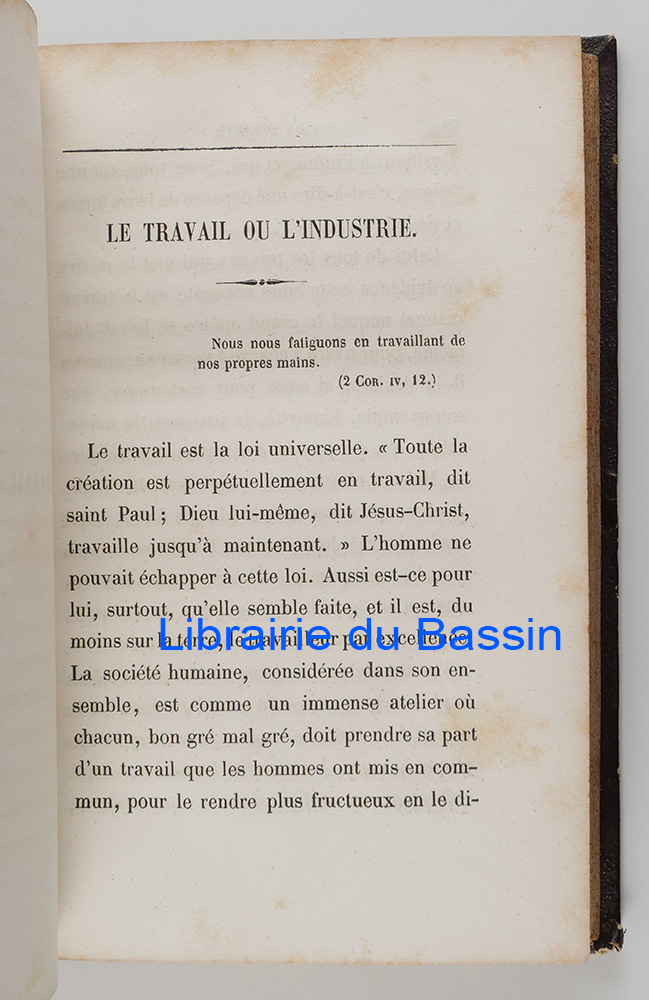 LE TRAVAIL OU L'INDUSTRIE.
Nous nous fatiguons en travaillant de
nos propres mains.
(2 Cor. iv, 12.)
Le travail est la loi universelle. « Toute la
création est perpétuellement en travail, dit
saint Paul ; Dieu lui-même, dit Jésus-Christ,
travaille jusqu'à maintenant. » L'homme ne
pouvait échapper à cette loi. Aussi est-ce pour
lui, surtout, qu'elle semble faite, et il est, du
moins sur la terre, le travailleur par excellence.
Librairie du Bassin
La société humaine, considérée dans son en-
semble, est comme un immense atelier où
chacun, bon gré mal gré, doit prendre sa part
d'un travail que les hommes ont mis en com-
mun, pour le rendre plus fructueux en le di-